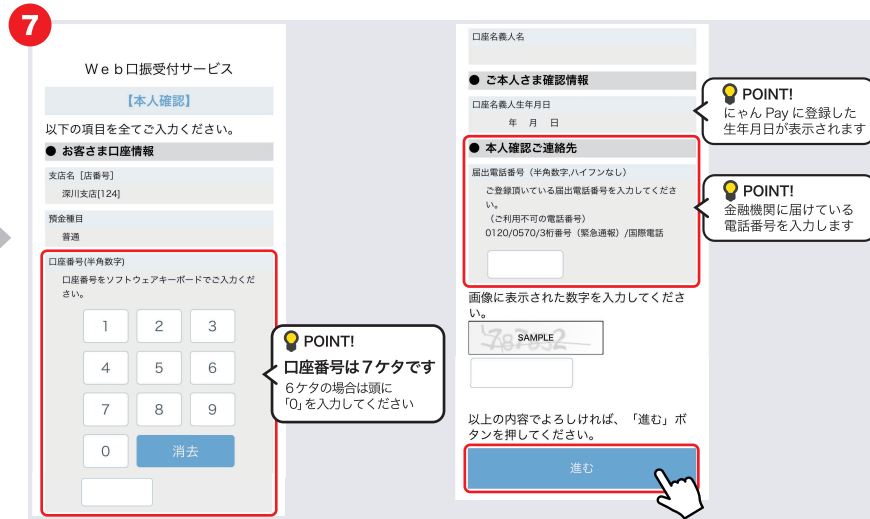 7
Ｗｅｂ口振受付サービス
【本人確認】
以下の項目を全てご入力ください。
● お客さま口座情報
支店名［店番号］
深川支店[124]
預金種目
普通
口座番号(半角数字)
口座番号をソフトウェアキーボードでご入力くだ
さい。
1 2 3
4 5 6
7 8 9
0 消去
POINT!
口座番号は７ケタです
６ケタの場合は頭に
「0」を入力してください
口座名義人名
● ご本人さま確認情報
口座名義人生年月日
年 月 日
POINT!
にゃん Pay に登録した
生年月日が表示されます
● 本人確認ご連絡先
届出電話番号（半角数字,ハイフンなし）
ご登録頂いている届出電話番号を入力してくださ
い。
（ご利用不可の電話番号）
0120/0570/3桁番号（緊急通報）/国際電話
POINT!
金融機関に届けている
電話番号を入力します
画像に表示された数字を入力してくださ
い。
SAMPLE
以上の内容でよろしければ、「進む」ボ
タンを押してください。
進む